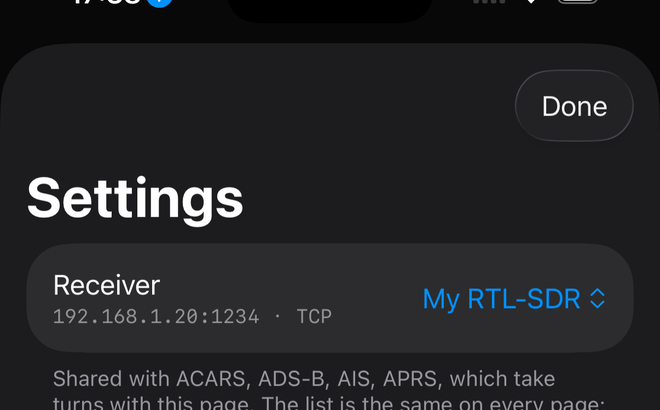 Done
Settings
Receiver
My RTL-SDR
192.168.1.20:1234 · TCP
Shared with ACARS, ADS-B, AIS, APRS, which take
turns with this page. The list is the same on every page: